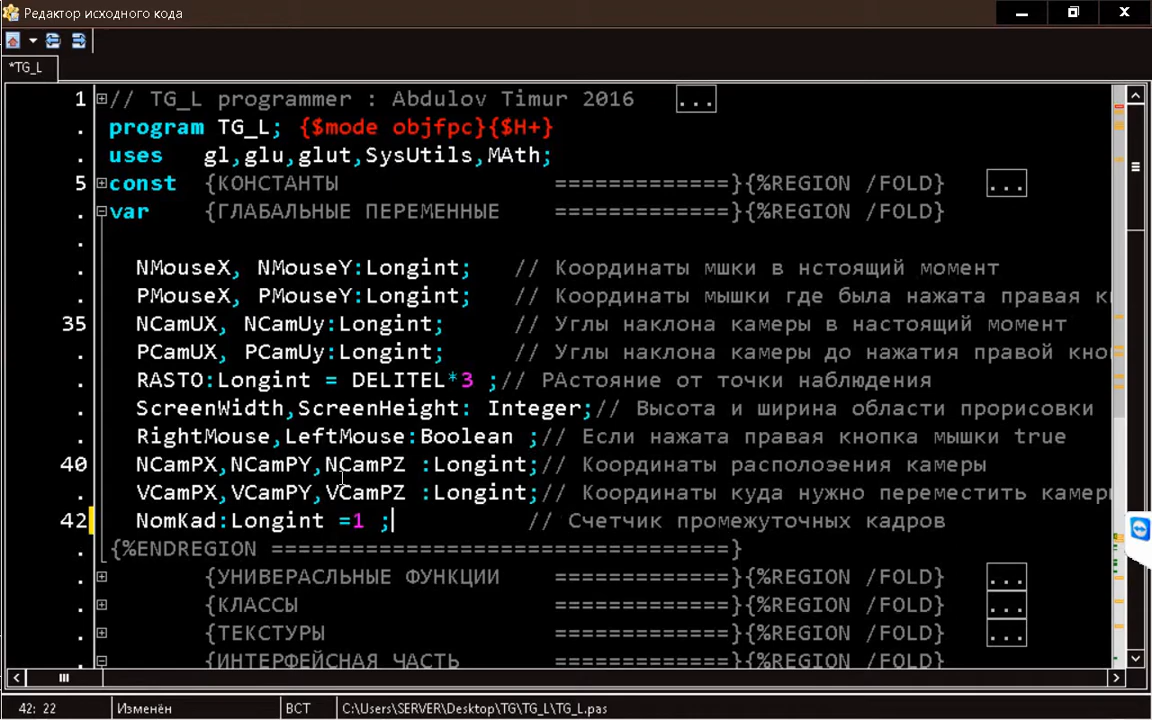 Редактор исходного кода
*TG_L
1 // TG_L programmer : Abdulov Timur 2016 ...
. program TG_L; {$mode objfpc}{$H+}
. uses gl,glu,glut,SysUtils,MAth;
5 const {КОНСТАНТЫ =============}{%REGION /FOLD} ...
. var {ГЛАБАЛЬНЫЕ ПЕРЕМЕННЫЕ =============}{%REGION /FOLD}
.
. NMouseX, NMouseY:Longint; // Координаты мшки в нстоящий момент
. PMouseX, PMouseY:Longint; // Координаты мышки где была нажата правая к
35 NCamUX, NCamUy:Longint; // Углы наклона камеры в настоящий момент
. PCamUX, PCamUy:Longint; // Углы наклона камеры до нажатия правой кноп
. RASTO:Longint = DELITEL*3 ;// РАстояние от точки наблюдения
. ScreenWidth,ScreenHeight: Integer;// Высота и ширина области прорисовки
. RightMouse,LeftMouse:Boolean ;// Если нажата правая кнопка мышки true
40 NCamPX,NCamPY,NCamPZ :Longint;// Координаты располоэения камеры
. VCamPX,VCamPY,VCamPZ :Longint;// Координаты куда нужно переместить камеры
42 NomKad:Longint =1 ; // Счетчик промежуточных кадров
. {%ENDREGION ==================================}
. {УНИВЕРАСЛЬНЫЕ ФУНКЦИИ =============}{%REGION /FOLD} ...
. {КЛАССЫ =============}{%REGION /FOLD} ...
. {ТЕКСТУРЫ =============}{%REGION /FOLD} ...
. {ИНТЕРФЕЙСНАЯ ЧАСТЬ =============}{%REGION /FOLD}
42: 22 Изменён ВСТ C:\Users\SERVER\Desktop\TG\TG_L\TG_L.pas